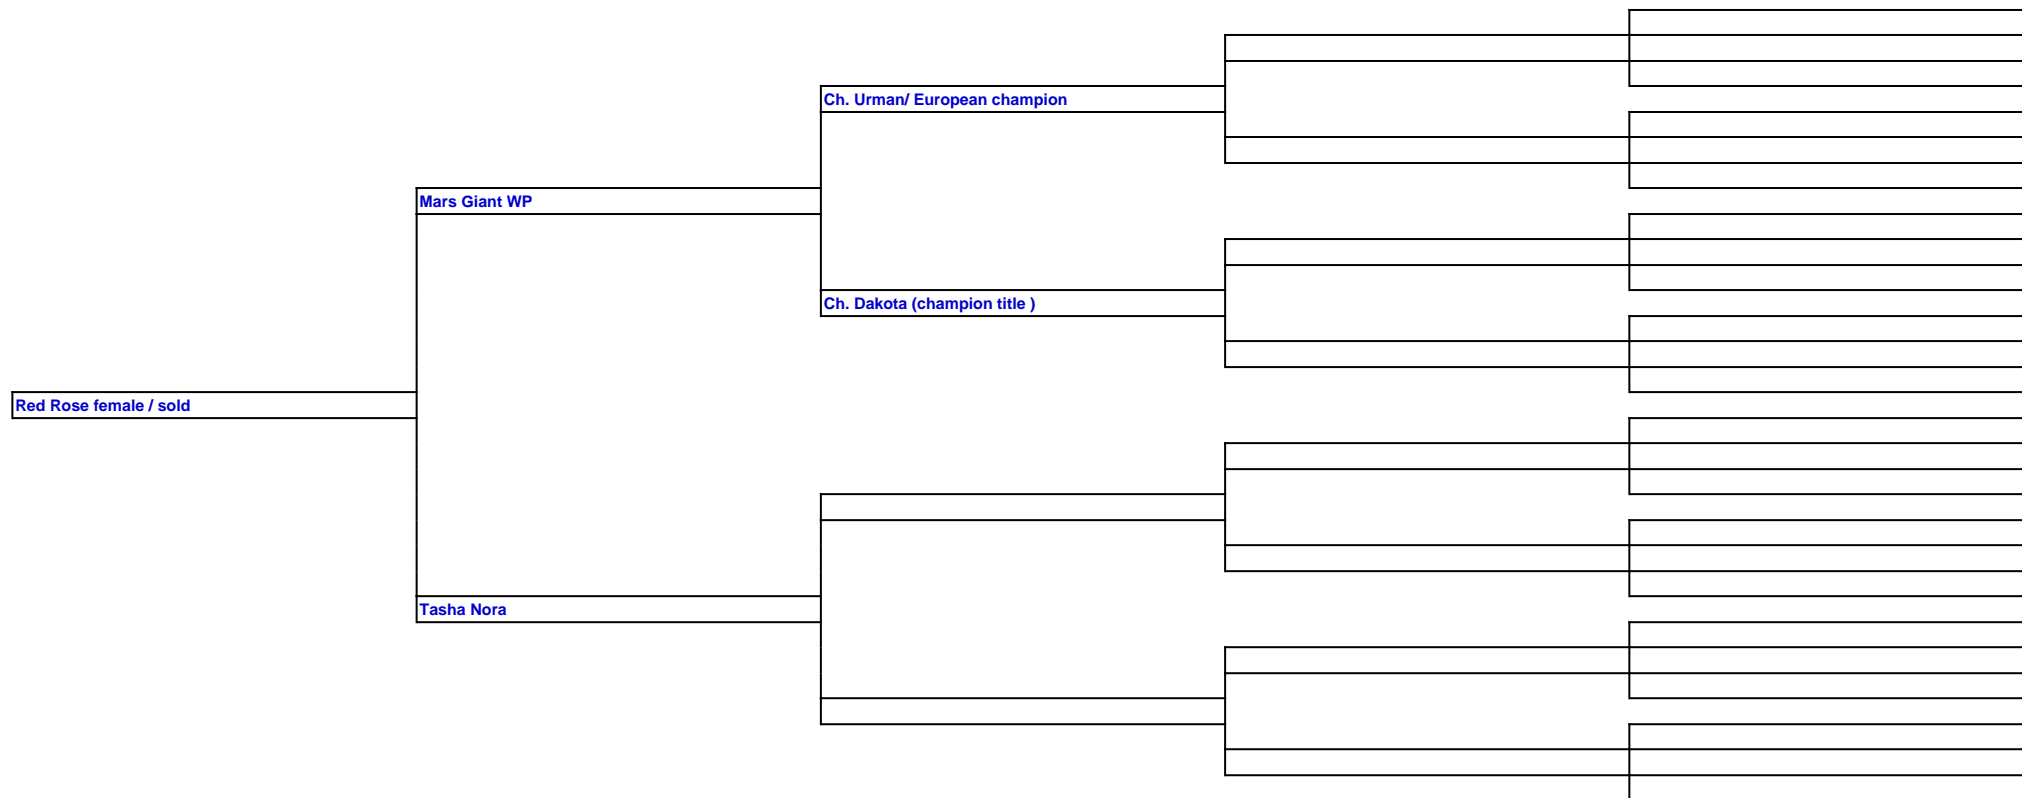 Ch. Urman/ European champion
Mars Giant WP
Ch. Dakota (champion title )
Red Rose female / sold
Tasha Nora